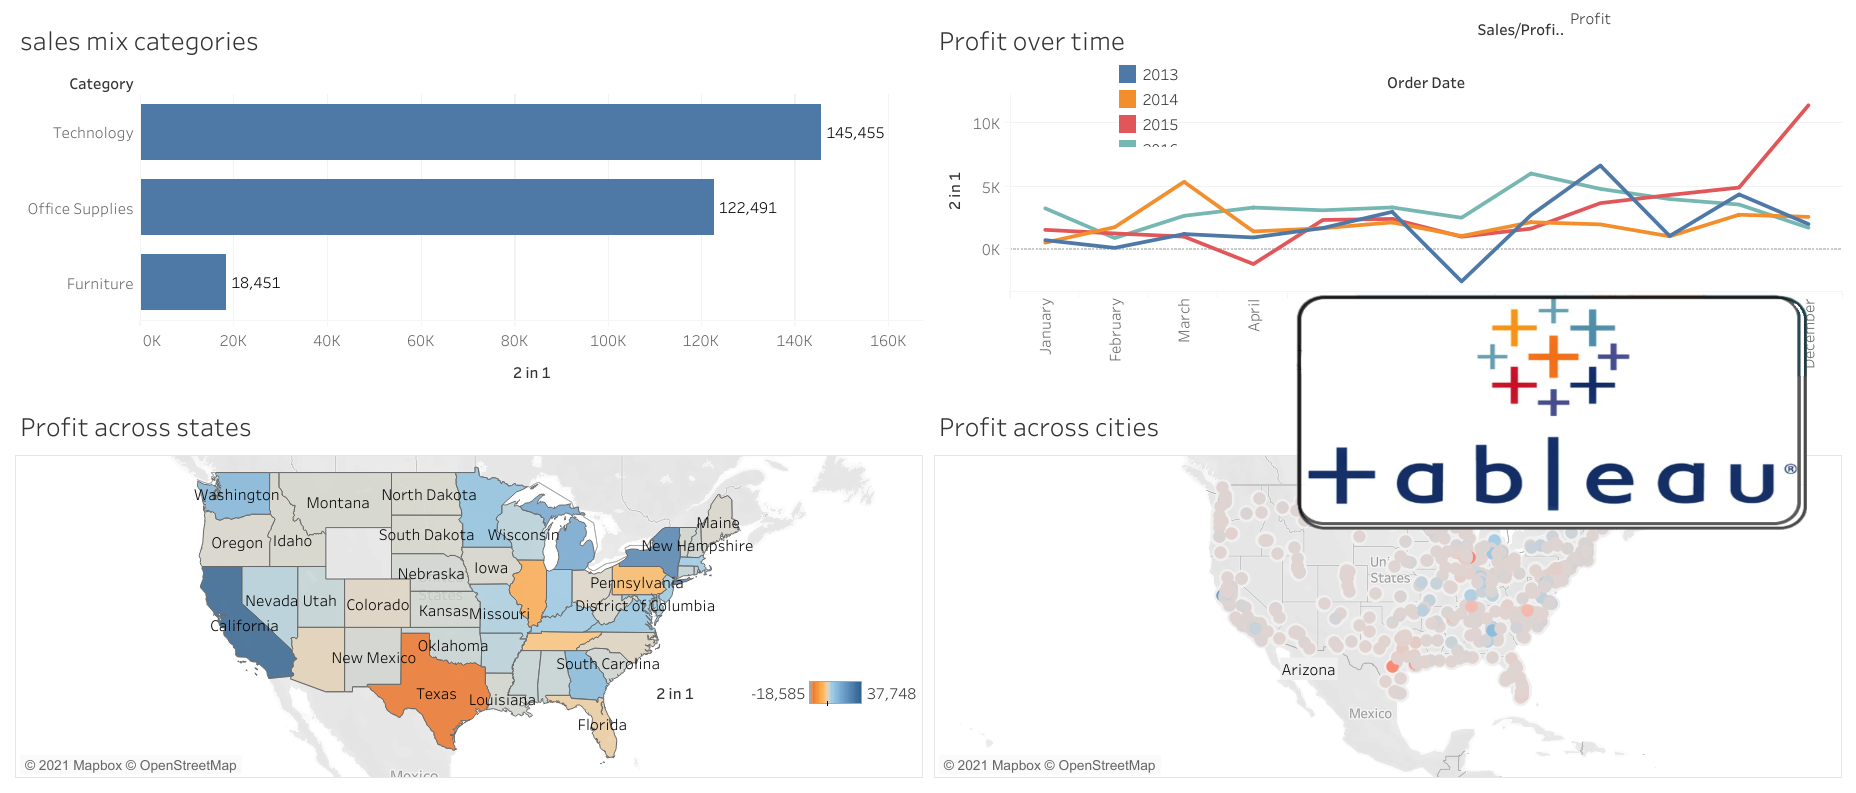 sales mix categories
Category
Technology
145,455
Office Supplies
122,491
Furniture
18,451
0K 20K 40K 60K 80K 100K 120K 140K 160K
2 in 1
Profit
Sales/Profi..
Profit over time
2013
2014
2015
2016
Order Date
10K
5K
0K
2 in 1
January
February
March
April
December
+ableau®
Profit across states
Washington
Montana
North Dakota
Maine
Oregon
Idaho
South Dakota
Wisconsin
New Hampshire
Nebraska
Iowa
Pennsylvania
States
Nevada
Utah
Colorado
Kansas
Missouri
District of Columbia
California
New Mexico
Oklahoma
South Carolina
Texas
Louisiana
Florida
Mexico
2 in 1
-18,585 37,748
© 2021 Mapbox © OpenStreetMap
Profit across cities
Un
States
Arizona
Mexico
© 2021 Mapbox © OpenStreetMap